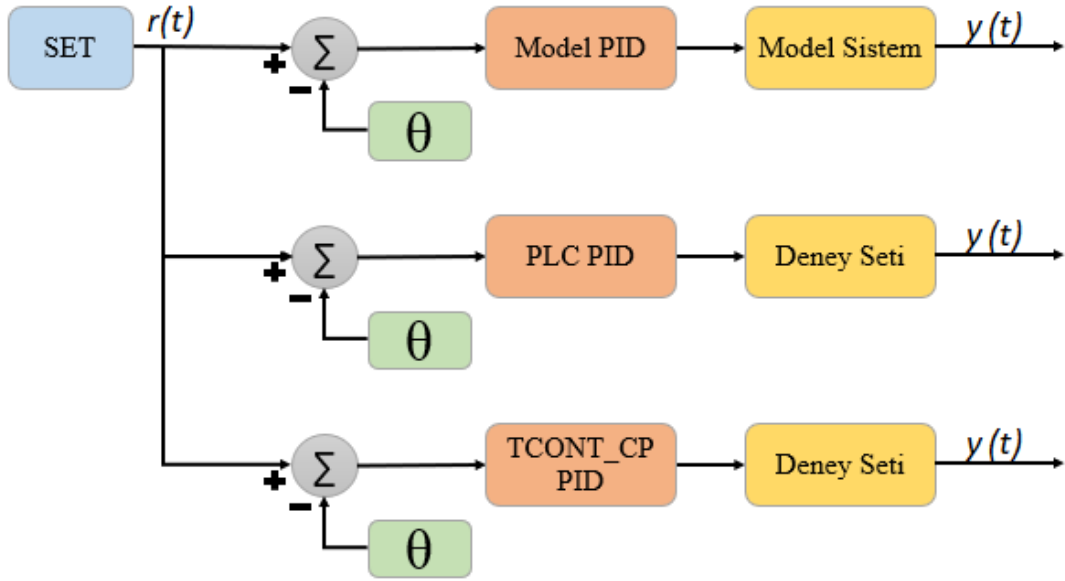 SET
r(t)
Σ
Model PID
Model Sistem
y (t)
+
−
θ
Σ
PLC PID
Deney Seti
y (t)
+
−
θ
Σ
TCONT_CP
PID
Deney Seti
y (t)
+
−
θ